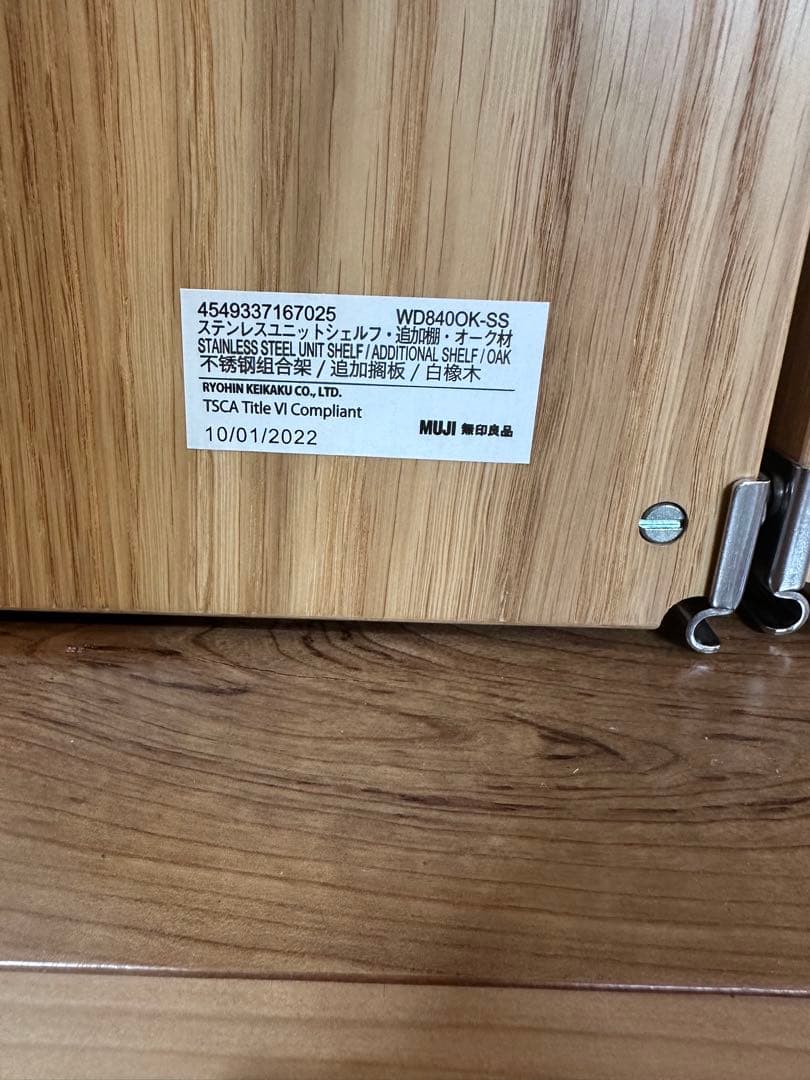 4549337167025 WD840OK-SS
ステンレスユニットシェルフ・追加棚・オーク材
STAINLESS STEEL UNIT SHELF / ADDITIONAL SHELF / OAK
不锈钢组合架 / 追加搁板 / 白橡木
RYOHIN KEIKAKU CO., LTD.
TSCA Title VI Compliant
MUJI 無印良品
10/01/2022